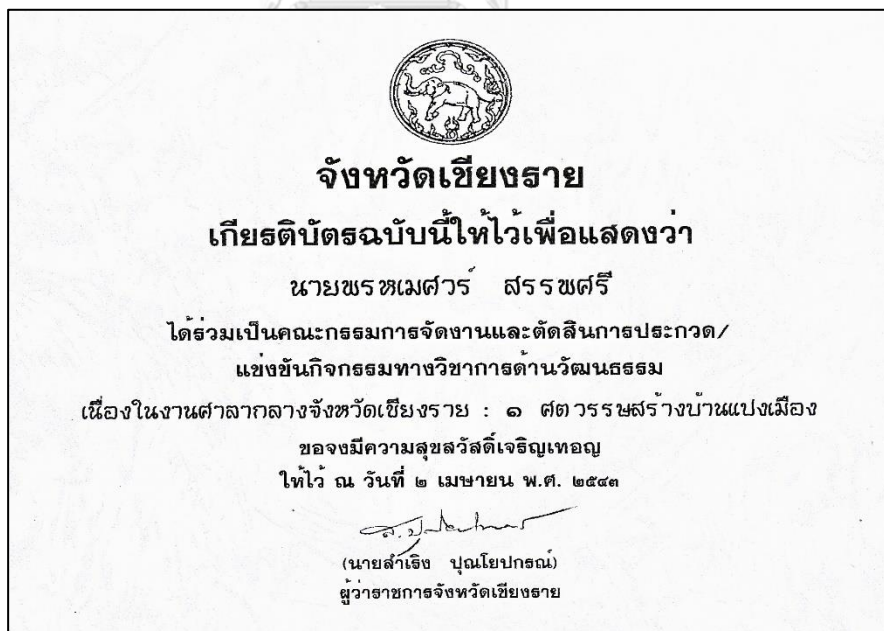 จังหวัดเชียงราย
เกียรติบัตรฉบับนี้ให้ไว้เพื่อแสดงว่า
นายพรหเมศวร์ สรรพศรี
ได้ร่วมเป็นคณะกรรมการจัดงานและตัดสินการประกวด/
แข่งขันกิจกรรมทางวิชาการด้านวัฒนธรรม
เนื่องในงานศาลากลางจังหวัดเชียงราย : ๑ ศตวรรษสร้างบ้านแปงเมือง
ขอจงมีความสุขสวัสดิ์เจริญเทอญ
ให้ไว้ ณ วันที่ ๒ เมษายน พ.ศ. ๒๕๔๓
(นายสำเริง ปุณโยปกรณ์)
ผู้ว่าราชการจังหวัดเชียงราย